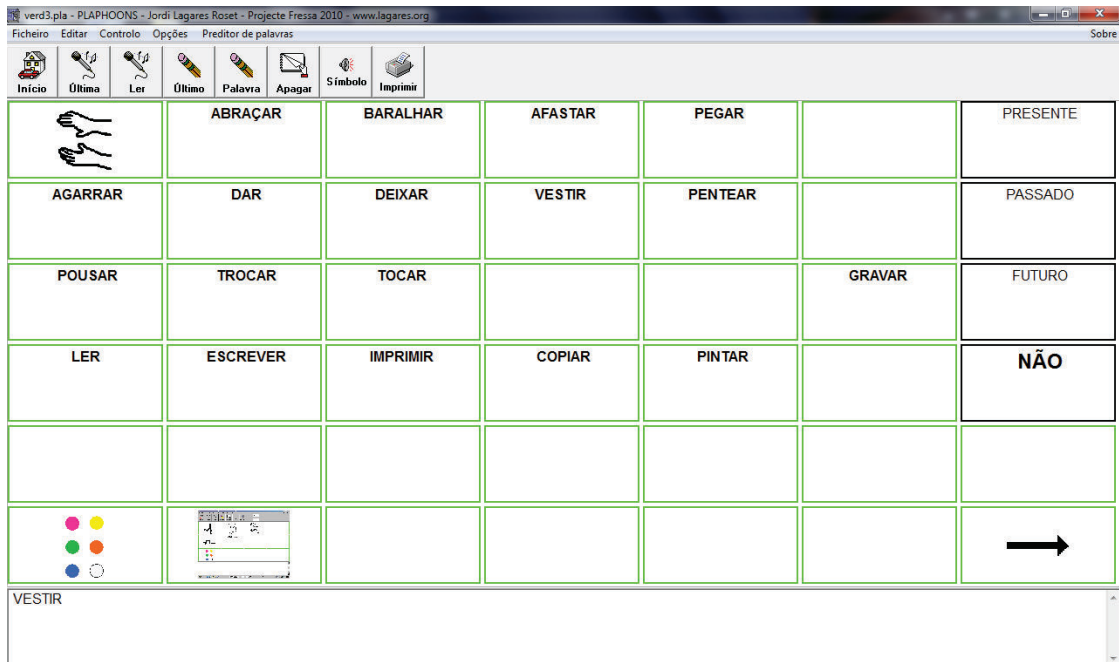 verd3.pla - PLAPHOONS - Jordi Lagares Roset - Projecte Fressa 2010 - www.lagares.org
Ficheiro Editar Controlo Opções Preditor de palavras Sobre
Início Última Ler Último Palavra Apagar Símbolo Imprimir
ABRAÇAR BARALHAR AFASTAR PEGAR PRESENTE
AGARRAR DAR DEIXAR VESTIR PENTEAR PASSADO
POUSAR TROCAR TOCAR GRAVAR FUTURO
LER ESCREVER IMPRIMIR COPIAR PINTAR NÃO
VESTIR